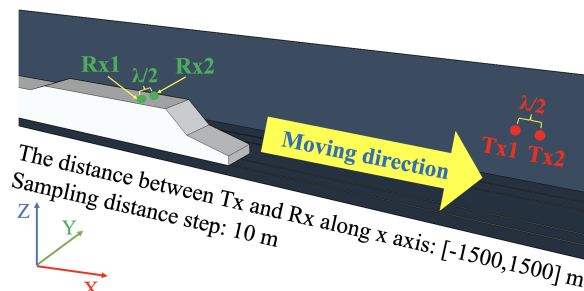 Rx1
λ/2
Rx2
λ/2
Tx1
Tx2
Moving direction
The distance between Tx and Rx along x axis: [-1500,1500] m
Sampling distance step: 10 m
Z
Y
X